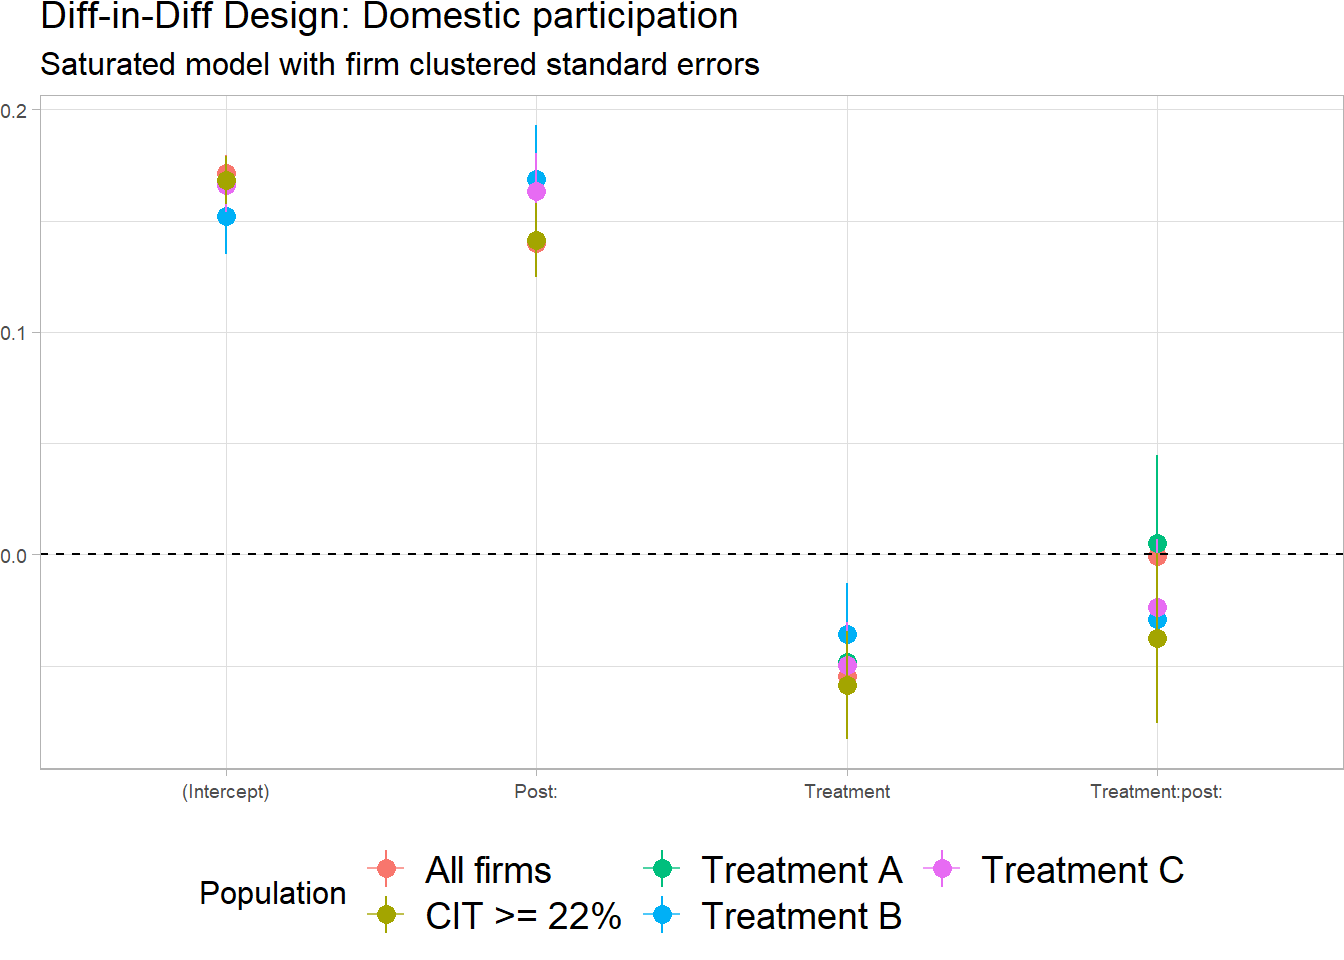 Diff-in-Diff Design: Domestic participation
Saturated model with firm clustered standard errors
0.2
0.1
0.0
(Intercept) Post: Treatment Treatment:post:
Population
All firms Treatment A Treatment C
CIT >= 22% Treatment B